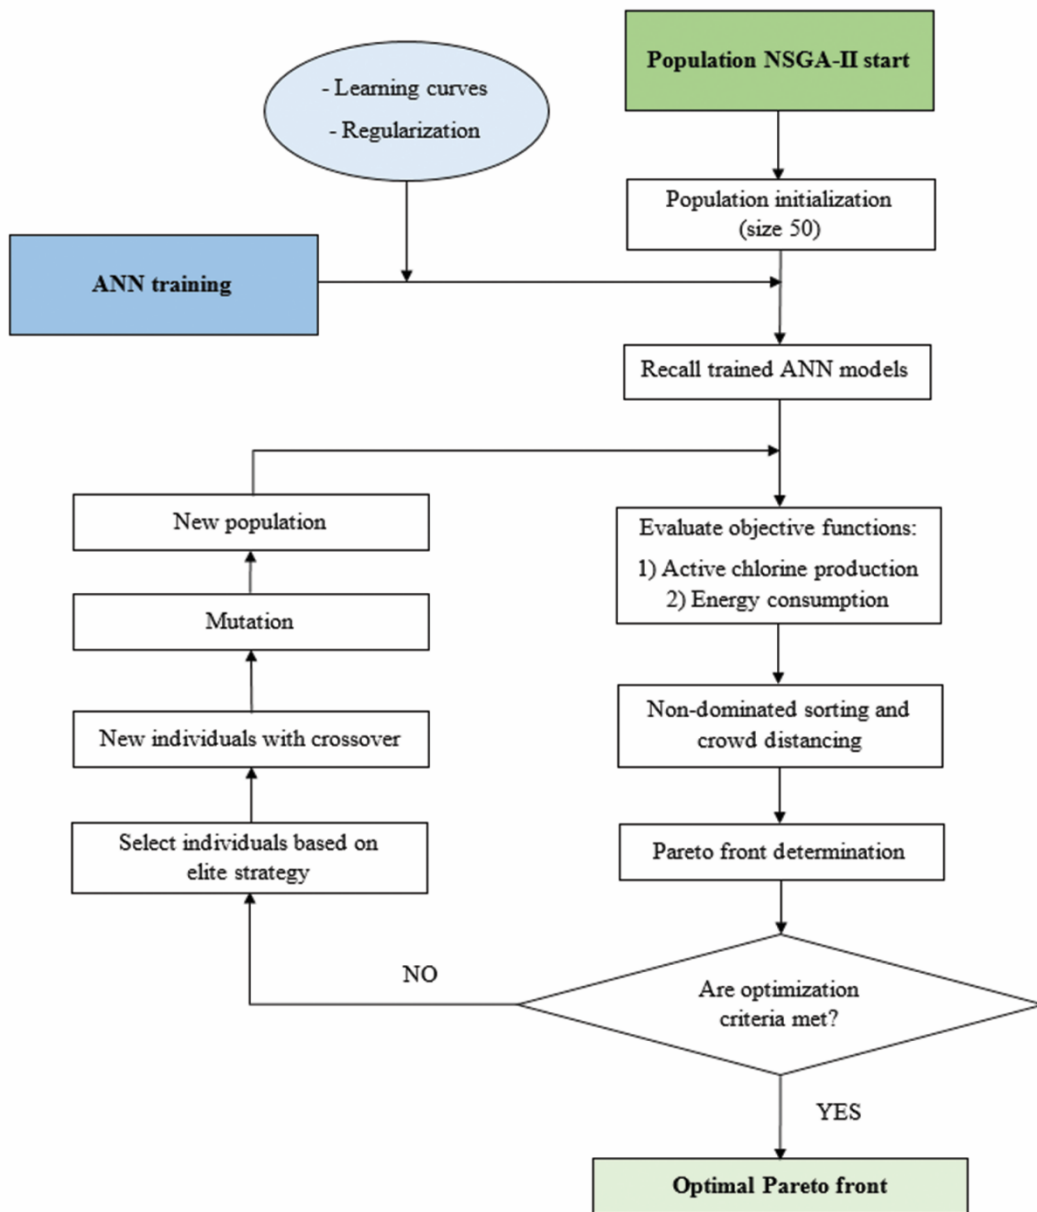 Population NSGA-II start
- Learning curves
- Regularization
Population initialization
(size 50)
ANN training
Recall trained ANN models
New population
Evaluate objective functions:
1) Active chlorine production
2) Energy consumption
Mutation
Non-dominated sorting and
crowd distancing
New individuals with crossover
Select individuals based on
elite strategy
Pareto front determination
NO
Are optimization
criteria met?
YES
Optimal Pareto front